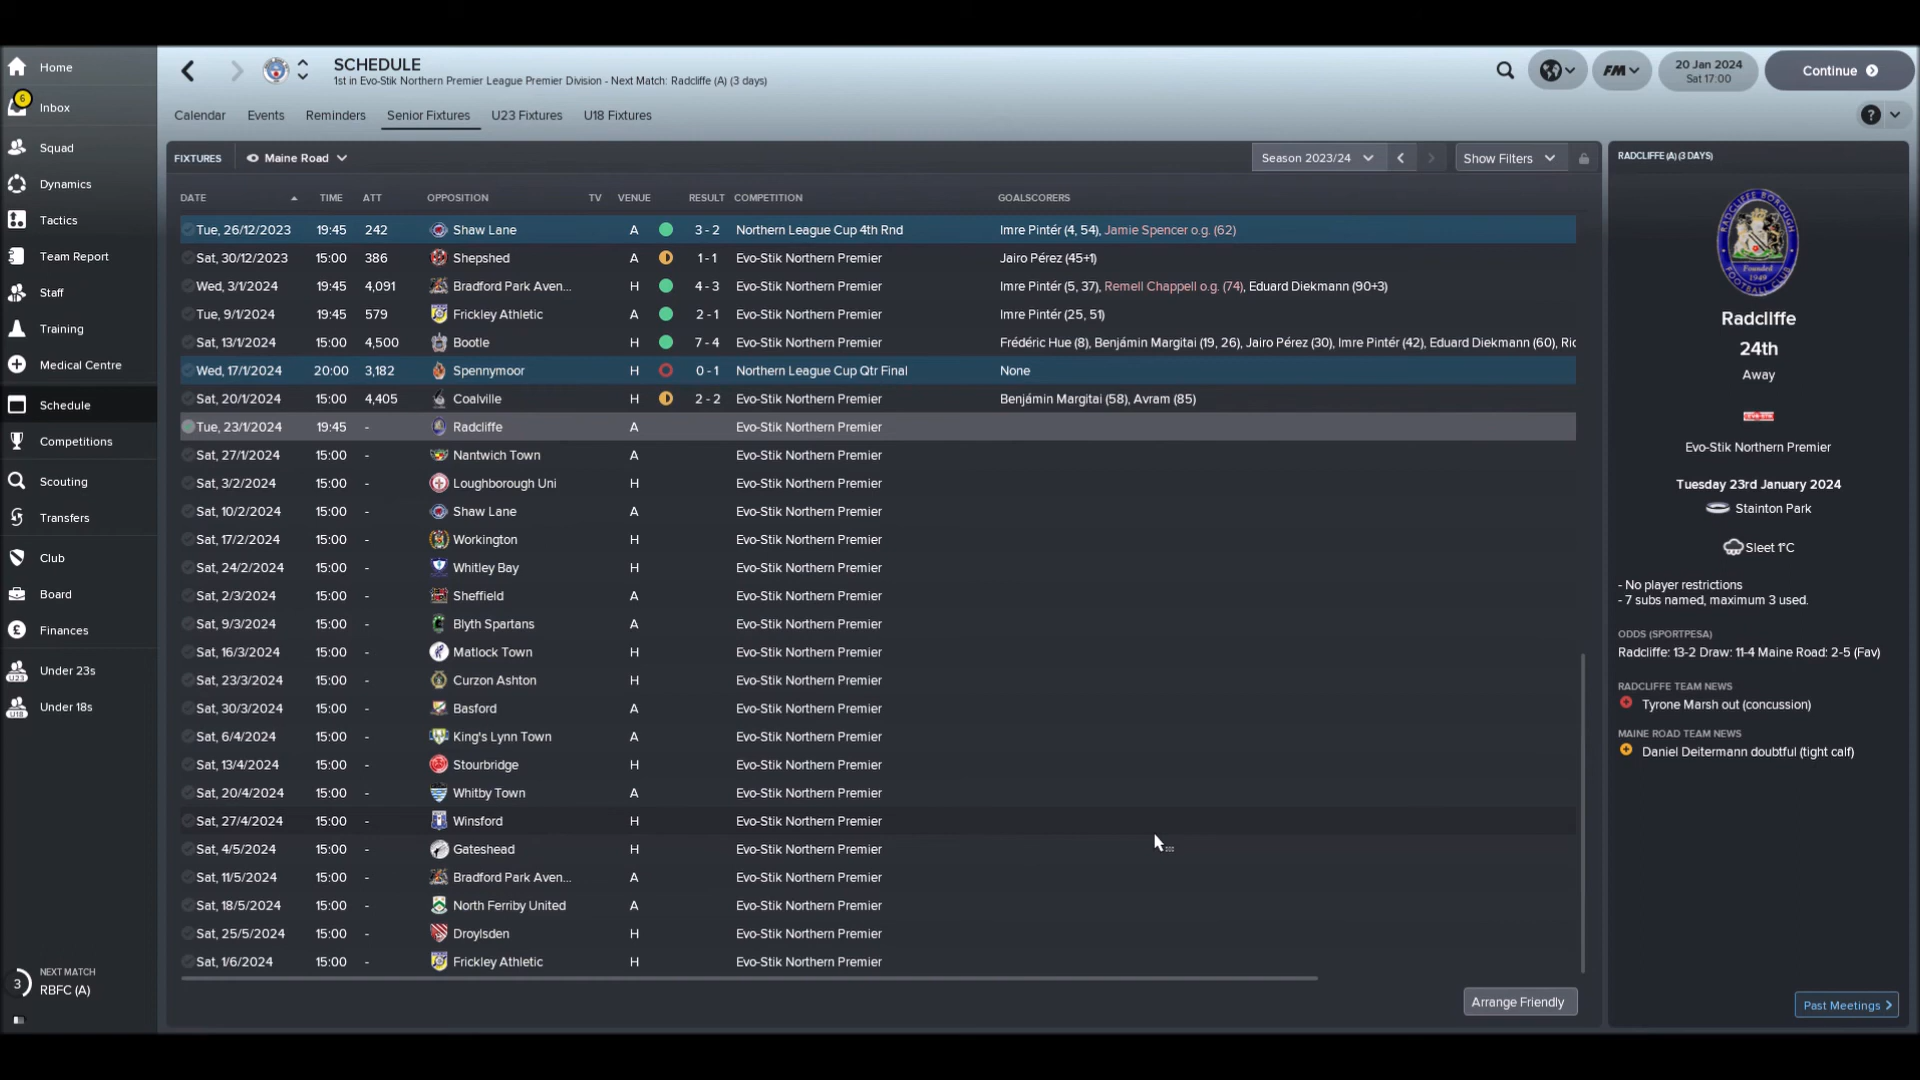 Home
Inbox
6
Squad
Dynamics
Tactics
Team Report
Staff
Training
Medical Centre
Schedule
Competitions
Scouting
Transfers
Club
Board
Finances
Under 23s
Under 18s
3 NEXT MATCH
RBFC (A)
SCHEDULE
1st in Evo-Stik Northern Premier League Premier Division - Next Match: Radcliffe (A) (3 days)
FM
20 Jan 2024
Sat 17:00
Continue
Calendar Events Reminders Senior Fixtures U23 Fixtures U18 Fixtures
?
FIXTURES Maine Road Season 2023/24 Show Filters
DATE TIME ATT OPPOSITION TV VENUE RESULT COMPETITION GOALSCORERS
Tue, 26/12/2023 19:45 242 Shaw Lane A 3 - 2 Northern League Cup 4th Rnd Imre Pintér (4, 54), Jamie Spencer o.g. (62)
Sat, 30/12/2023 15:00 386 Shepshed A 1 - 1 Evo-Stik Northern Premier Jairo Pérez (45+1)
Wed, 3/1/2024 19:45 4,091 Bradford Park Aven... H 4 - 3 Evo-Stik Northern Premier Imre Pintér (5, 37), Remell Chappell o.g. (74), Eduard Diekmann (90+3)
Tue, 9/1/2024 19:45 579 Frickley Athletic A 2 - 1 Evo-Stik Northern Premier Imre Pintér (25, 51)
Sat, 13/1/2024 15:00 4,500 Bootle H 7 - 4 Evo-Stik Northern Premier Frédéric Hue (8), Benjámin Margitai (19, 26), Jairo Pérez (30), Imre Pintér (42), Eduard Diekmann (60), Ric
Wed, 17/1/2024 20:00 3,182 Spennymoor H 0 - 1 Northern League Cup Qtr Final None
Sat, 20/1/2024 15:00 4,405 Coalville H 2 - 2 Evo-Stik Northern Premier Benjámin Margitai (58), Avram (85)
Tue, 23/1/2024 19:45 - Radcliffe A Evo-Stik Northern Premier
Sat, 27/1/2024 15:00 - Nantwich Town A Evo-Stik Northern Premier
Sat, 3/2/2024 15:00 - Loughborough Uni H Evo-Stik Northern Premier
Sat, 10/2/2024 15:00 - Shaw Lane A Evo-Stik Northern Premier
Sat, 17/2/2024 15:00 - Workington H Evo-Stik Northern Premier
Sat, 24/2/2024 15:00 - Whitley Bay H Evo-Stik Northern Premier
Sat, 2/3/2024 15:00 - Sheffield A Evo-Stik Northern Premier
Sat, 9/3/2024 15:00 - Blyth Spartans A Evo-Stik Northern Premier
Sat, 16/3/2024 15:00 - Matlock Town H Evo-Stik Northern Premier
Sat, 23/3/2024 15:00 - Curzon Ashton H Evo-Stik Northern Premier
Sat, 30/3/2024 15:00 - Basford A Evo-Stik Northern Premier
Sat, 6/4/2024 15:00 - King's Lynn Town A Evo-Stik Northern Premier
Sat, 13/4/2024 15:00 - Stourbridge H Evo-Stik Northern Premier
Sat, 20/4/2024 15:00 - Whitby Town A Evo-Stik Northern Premier
Sat, 27/4/2024 15:00 - Winsford H Evo-Stik Northern Premier
Sat, 4/5/2024 15:00 - Gateshead H Evo-Stik Northern Premier
Sat, 11/5/2024 15:00 - Bradford Park Aven... A Evo-Stik Northern Premier
Sat, 18/5/2024 15:00 - North Ferriby United A Evo-Stik Northern Premier
Sat, 25/5/2024 15:00 - Droylsden H Evo-Stik Northern Premier
Sat, 1/6/2024 15:00 - Frickley Athletic H Evo-Stik Northern Premier
Arrange Friendly
RADCLIFFE (A) (3 DAYS)
RADCLIFFE BOROUGH
Founded
1949
FOOTBALL CLUB
Radcliffe
24th
Away
Evo-Stik Northern Premier
Tuesday 23rd January 2024
Stainton Park
Sleet 1°C
- No player restrictions
- 7 subs named, maximum 3 used.
ODDS (SPORTPESA)
Radcliffe: 13-2 Draw: 11-4 Maine Road: 2-5 (Fav)
RADCLIFFE TEAM NEWS
Tyrone Marsh out (concussion)
MAINE ROAD TEAM NEWS
Daniel Deitermann doubtful (tight calf)
Past Meetings